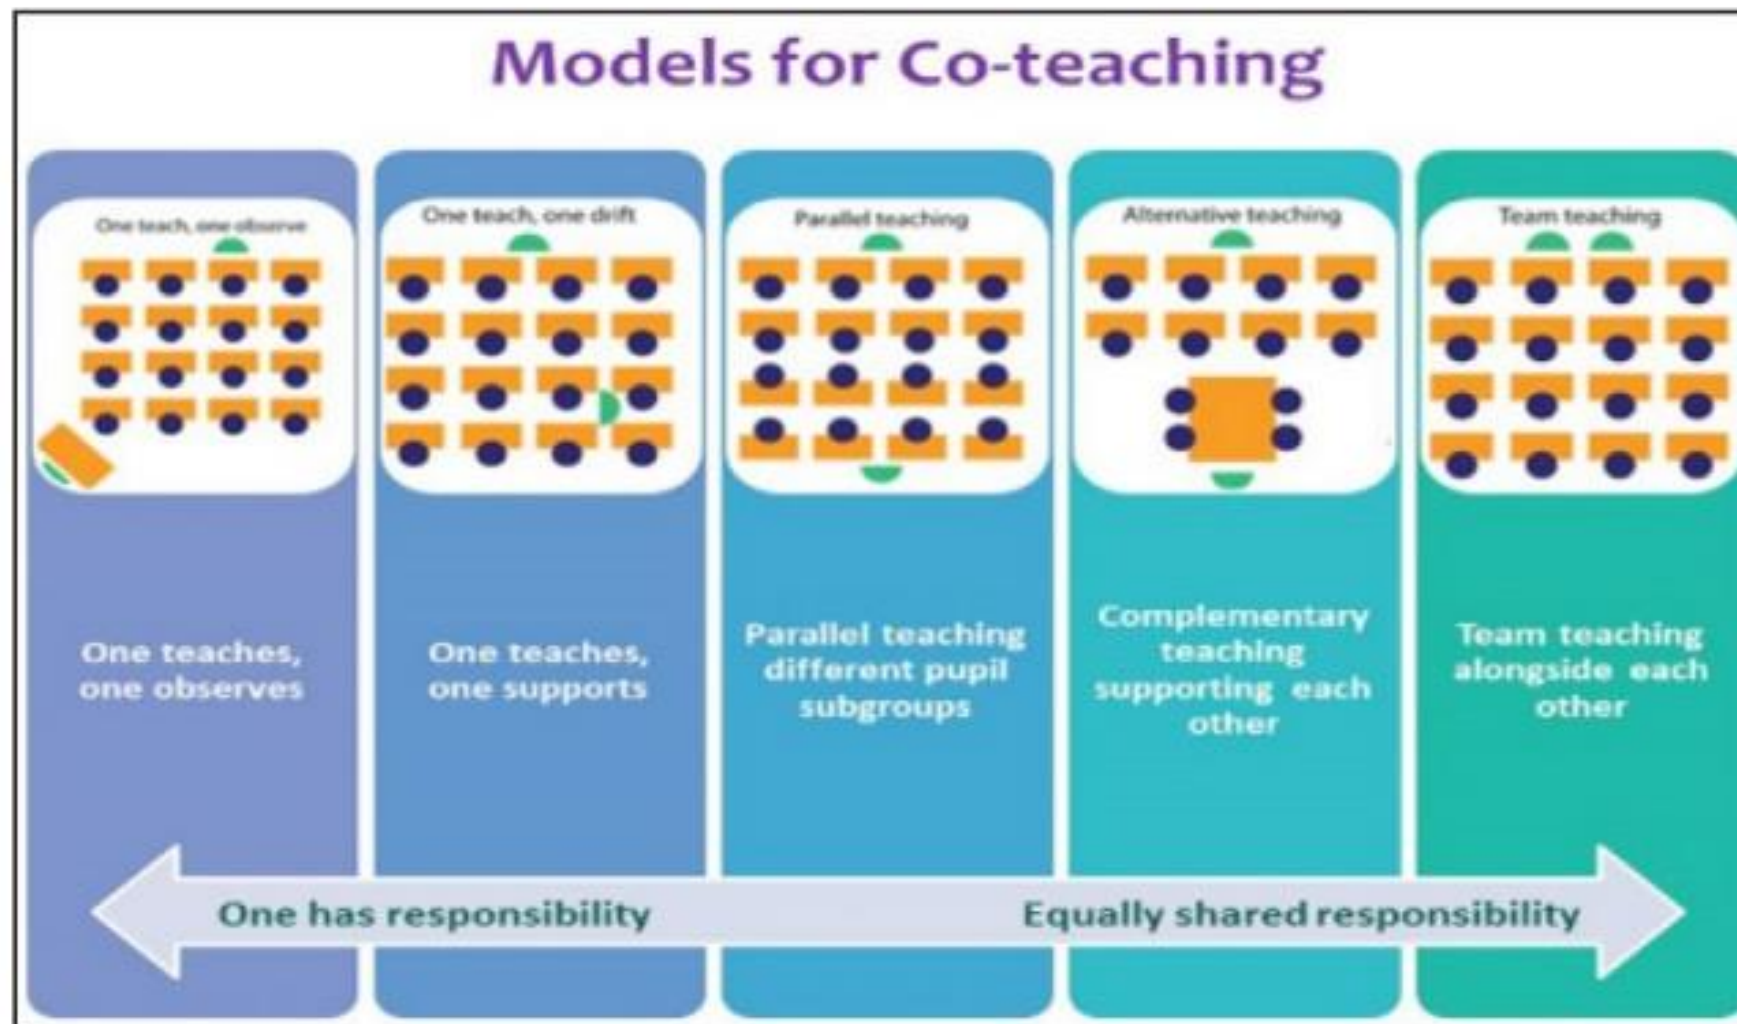 Models for Co-teaching
One teach, one observe
One teach, one drift
Parallel teaching
Alternative teaching
Team teaching
One teaches,
one observes
One teaches,
one supports
Parallel teaching
different pupil
subgroups
Complementary
teaching
supporting each
other
Team teaching
alongside each
other
One has responsibility
Equally shared responsibility